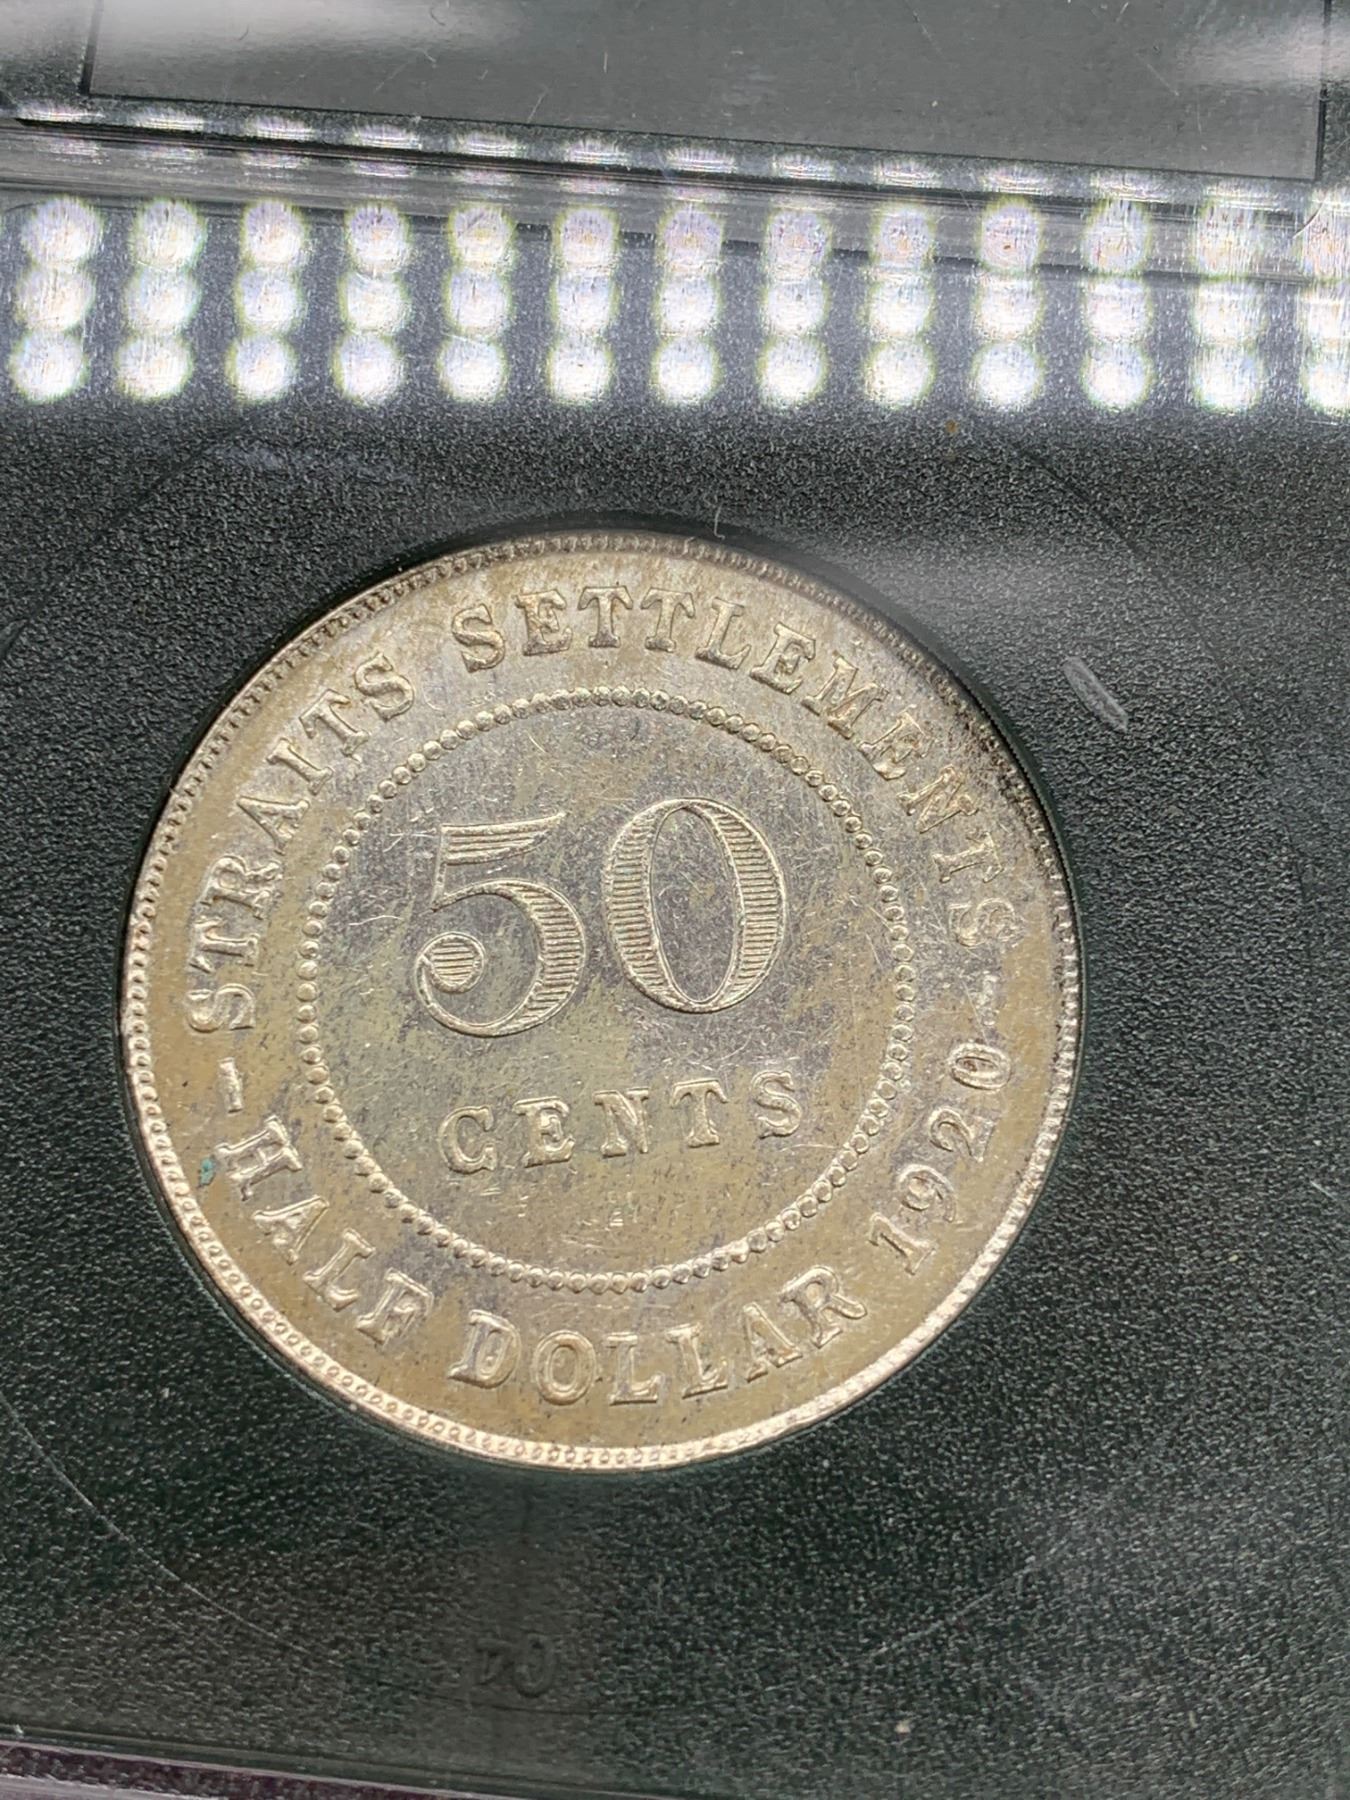 STRAITS SETTLEMENTS
50
CENTS
HALF DOLLAR 1920